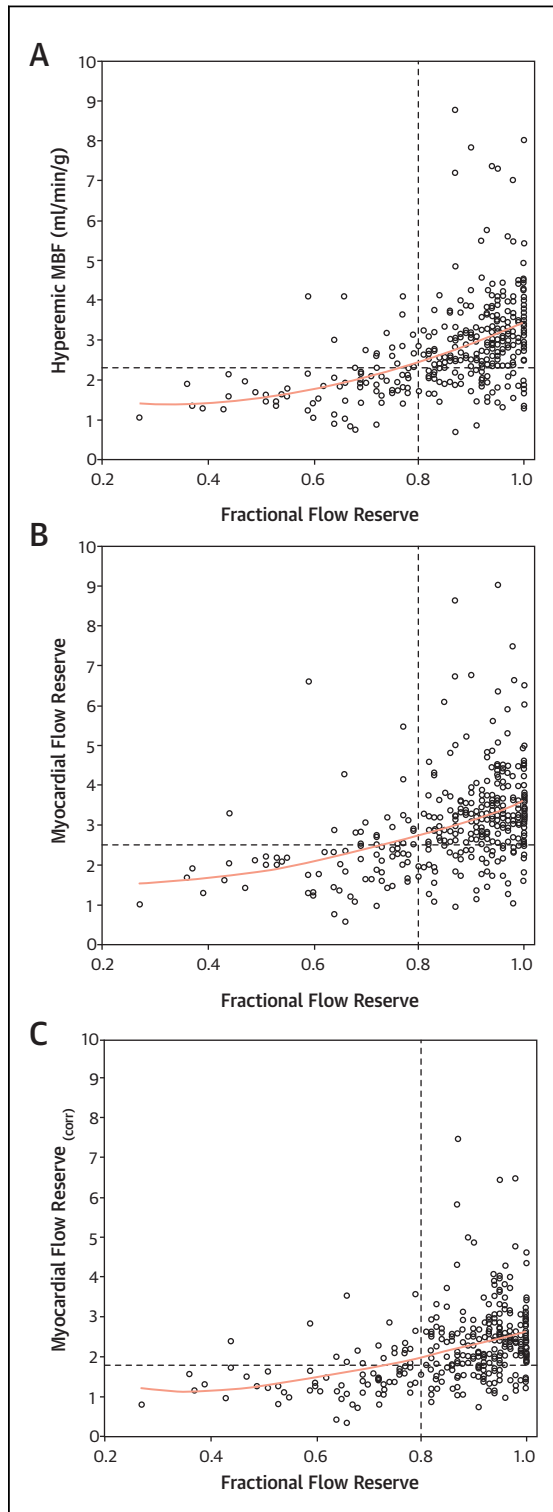 A
10
9
8
7
6
5
4
3
2
1
0
Hyperemic MBF (ml/min/g)
0.2 0.4 0.6 0.8 1.0
Fractional Flow Reserve
B
10
9
8
7
6
5
4
3
2
1
0
Myocardial Flow Reserve
0.2 0.4 0.6 0.8 1.0
Fractional Flow Reserve
C
10
9
8
7
6
5
4
3
2
1
0
Myocardial Flow Reserve (corr)
0.2 0.4 0.6 0.8 1.0
Fractional Flow Reserve